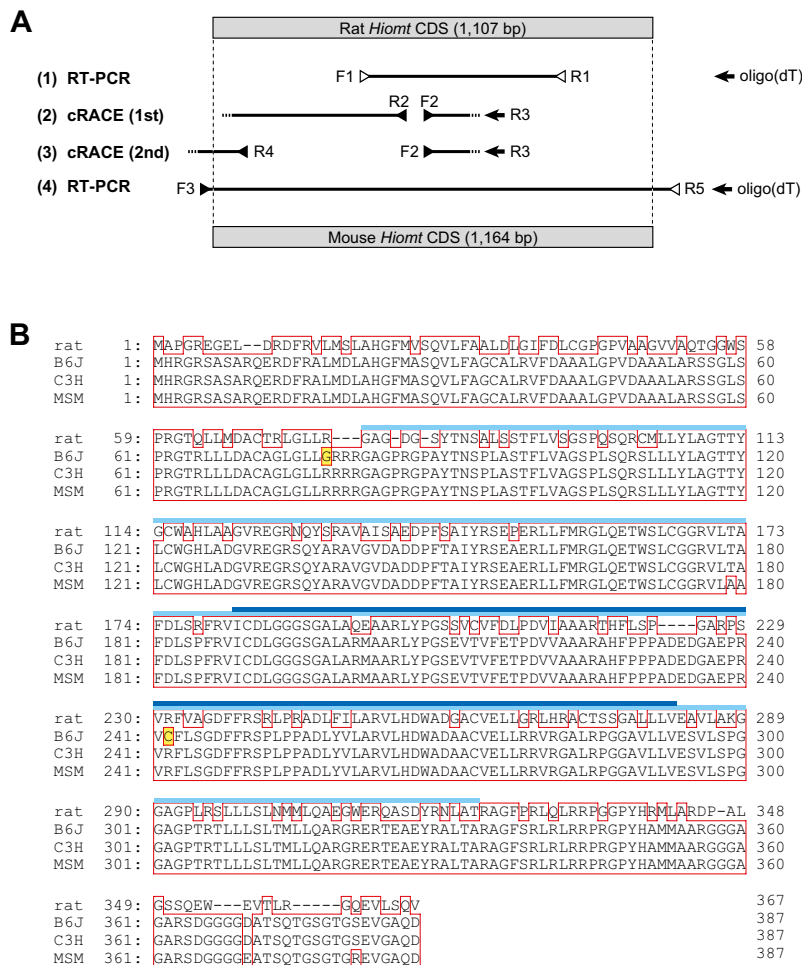 A
Rat Hiomt CDS (1,107 bp)
(1) RT-PCR F1 R1 oligo(dT)
(2) cRACE (1st) R2 F2 R3
(3) cRACE (2nd) R4 F2 R3
(4) RT-PCR F3 R5 oligo(dT)
Mouse Hiomt CDS (1,164 bp)
B
rat 1: MAPGREGEL--DRDFRVLMSLAHGFMVSQVLFAALDLGIFDLCGPGPVAAGVVAQTGGWS 58
B6J 1: MHRGRSASARQERDFRALMDLAHGFMASQVLFAGCALRVFDAAALGPVDAAALARSSGLS 60
C3H 1: MHRGRSASARQERDFRALMDLAHGFMASQVLFAGCALRVFDAAALGPVDAAALARSSGLS 60
MSM 1: MHRGRSASARQERDFRALMDLAHGFMASQVLFAGCALRVFDAAALGPVDAAALARSSGLS 60
rat 59: PRGTQLLMDACTRLGLLR---GAG-DG-SYTNSALSSTFLVSGSPQSQRCMLLYLAGTTY 113
B6J 61: PRGTRLLLDACAGLGLLGRRRGAGPRGPAYTNSPLASTFLVAGSPLSQRSLLLYLAGTTY 120
C3H 61: PRGTRLLLDACAGLGLLRRRRGAGPRGPAYTNSPLASTFLVAGSPLSQRSLLLYLAGTTY 120
MSM 61: PRGTRLLLDACAGLGLLRRRRGAGPRGPAYTNSPLASTFLVAGSPLSQRSLLLYLAGTTY 120
rat 114: GCWAHLAAGVREGRNQYSRAVAISAEDPFSAIYRSEPERLLFMRGLQETWSLCGGRVLTA 173
B6J 121: LCWGHLADGVREGRSQYARAVGVDADDPFTAIYRSEAERLLFMRGLQETWSLCGGRVLTA 180
C3H 121: LCWGHLADGVREGRSQYARAVGVDADDPFTAIYRSEAERLLFMRGLQETWSLCGGRVLTA 180
MSM 121: LCWGHLADGVREGRSQYARAVGVDADDPFTAIYRSEAERLLFMRGLQETWSLCGGRVLAA 180
rat 174: FDLSRFRVICDLGGGSGALAQEAARLYPGSSVCVFDLPDVIAAARTHFLSP----GARPS 229
B6J 181: FDLSPFRVICDLGGGSGALARMAARLYPGSEVTVFETPDVVAAARAHFPPPADEDGAEPR 240
C3H 181: FDLSPFRVICDLGGGSGALARMAARLYPGSEVTVFETPDVVAAARAHFPPPADEDGAEPR 240
MSM 181: FDLSPFRVICDLGGGSGALARMAARLYPGSEVTVFETPDVVAAARAHFPPPADEDGAEPR 240
rat 230: VRFVAGDFFRSRLPRADLFILARVLHDWADGACVELLGRLHRACTSSGALLLVEAVLAKG 289
B6J 241: VCFLSGDFFRSPLPPADLYVLARVLHDWADAACVELLRRVRGALRPGGAVLLVESVLSPG 300
C3H 241: VRFLSGDFFRSPLPPADLYVLARVLHDWADAACVELLRRVRGALRPGGAVLLVESVLSPG 300
MSM 241: VRFLSGDFFRSPLPPADLYVLARVLHDWADAACVELLRRVRGALRPGGAVLLVESVLSPG 300
rat 290: GAGPLRSLLLSLNMMLQAEGWERQASDYRNLATRAGFPRLQLRRPGGPYHRMLARDP-AL 348
B6J 301: GAGPTRTLLLSLTMLLQARGRERTEAEYRALTARAGFSRLRLRRPRGPYHAMMAARGGGA 360
C3H 301: GAGPTRTLLLSLTMLLQARGRERTEAEYRALTARAGFSRLRLRRPRGPYHAMMAARGGGA 360
MSM 301: GAGPTRTLLLSLTMLLQARGRERTEAEYRALTARAGFSRLRLRRPRGPYHAMMAARGGGA 360
rat 349: GSSQEW---EVTLR-----GQEVLSQV 367
B6J 361: GARSDGGGGDATSQTGSGTGSEVGAQD 387
C3H 361: GARSDGGGGDATSQTGSGTGSEVGAQD 387
MSM 361: GARSDGGGGEATSQTGSGTGREVGAQD 387